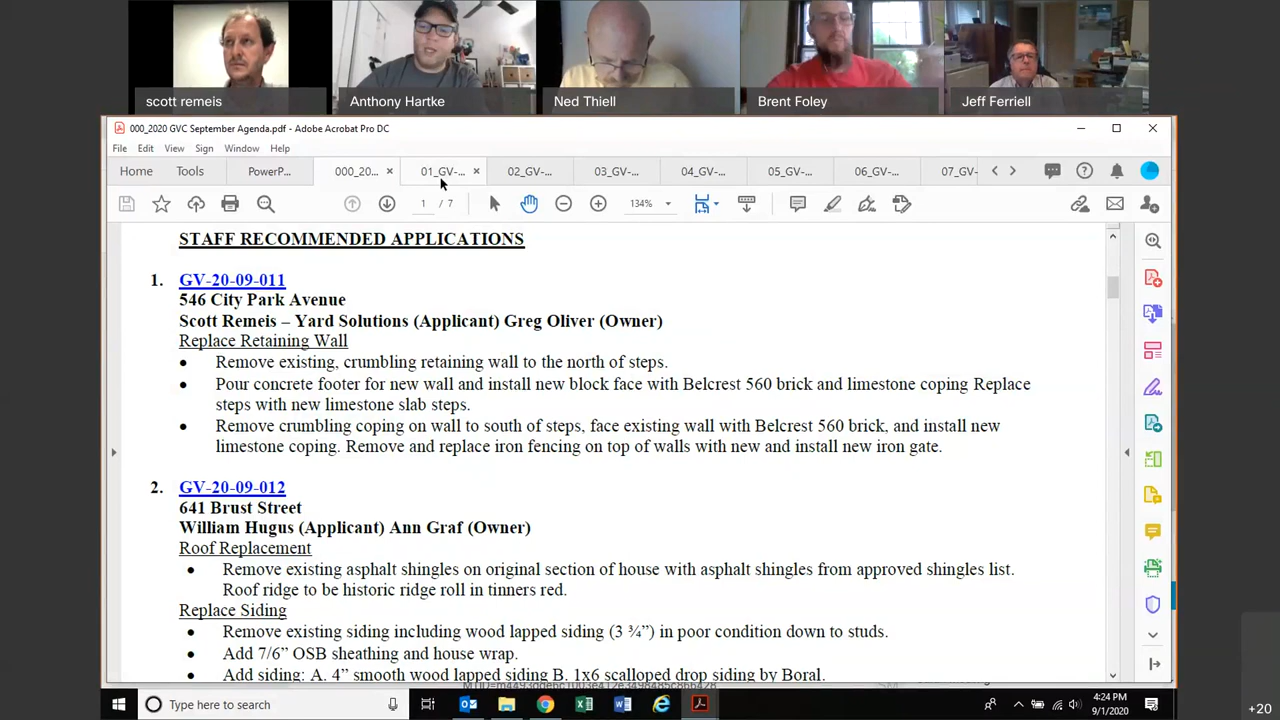 scott remeis
Anthony Hartke
Ned Thiell
Brent Foley
Jeff Ferriell
000_2020 GVC September Agenda.pdf - Adobe Acrobat Pro DC
File Edit View Sign Window Help
Home Tools PowerP... 000_20... 01_GV-... 02_GV-... 03_GV-... 04_GV-... 05_GV-... 06_GV-... 07_GV-
1 / 7 134%
STAFF RECOMMENDED APPLICATIONS
1. GV-20-09-011
546 City Park Avenue
Scott Remeis – Yard Solutions (Applicant) Greg Oliver (Owner)
Replace Retaining Wall
• Remove existing, crumbling retaining wall to the north of steps.
• Pour concrete footer for new wall and install new block face with Belcrest 560 brick and limestone coping Replace
steps with new limestone slab steps.
• Remove crumbling coping on wall to south of steps, face existing wall with Belcrest 560 brick, and install new
limestone coping. Remove and replace iron fencing on top of walls with new and install new iron gate.
2. GV-20-09-012
641 Brust Street
William Hugus (Applicant) Ann Graf (Owner)
Roof Replacement
• Remove existing asphalt shingles on original section of house with asphalt shingles from approved shingles list.
Roof ridge to be historic ridge roll in tinners red.
Replace Siding
• Remove existing siding including wood lapped siding (3 ¾”) in poor condition down to studs.
• Add 7/6” OSB sheathing and house wrap.
• Add siding: A. 4” smooth wood lapped siding B. 1x6 scalloped drop siding by Boral.
Type here to search
4:24 PM
9/1/2020
+20